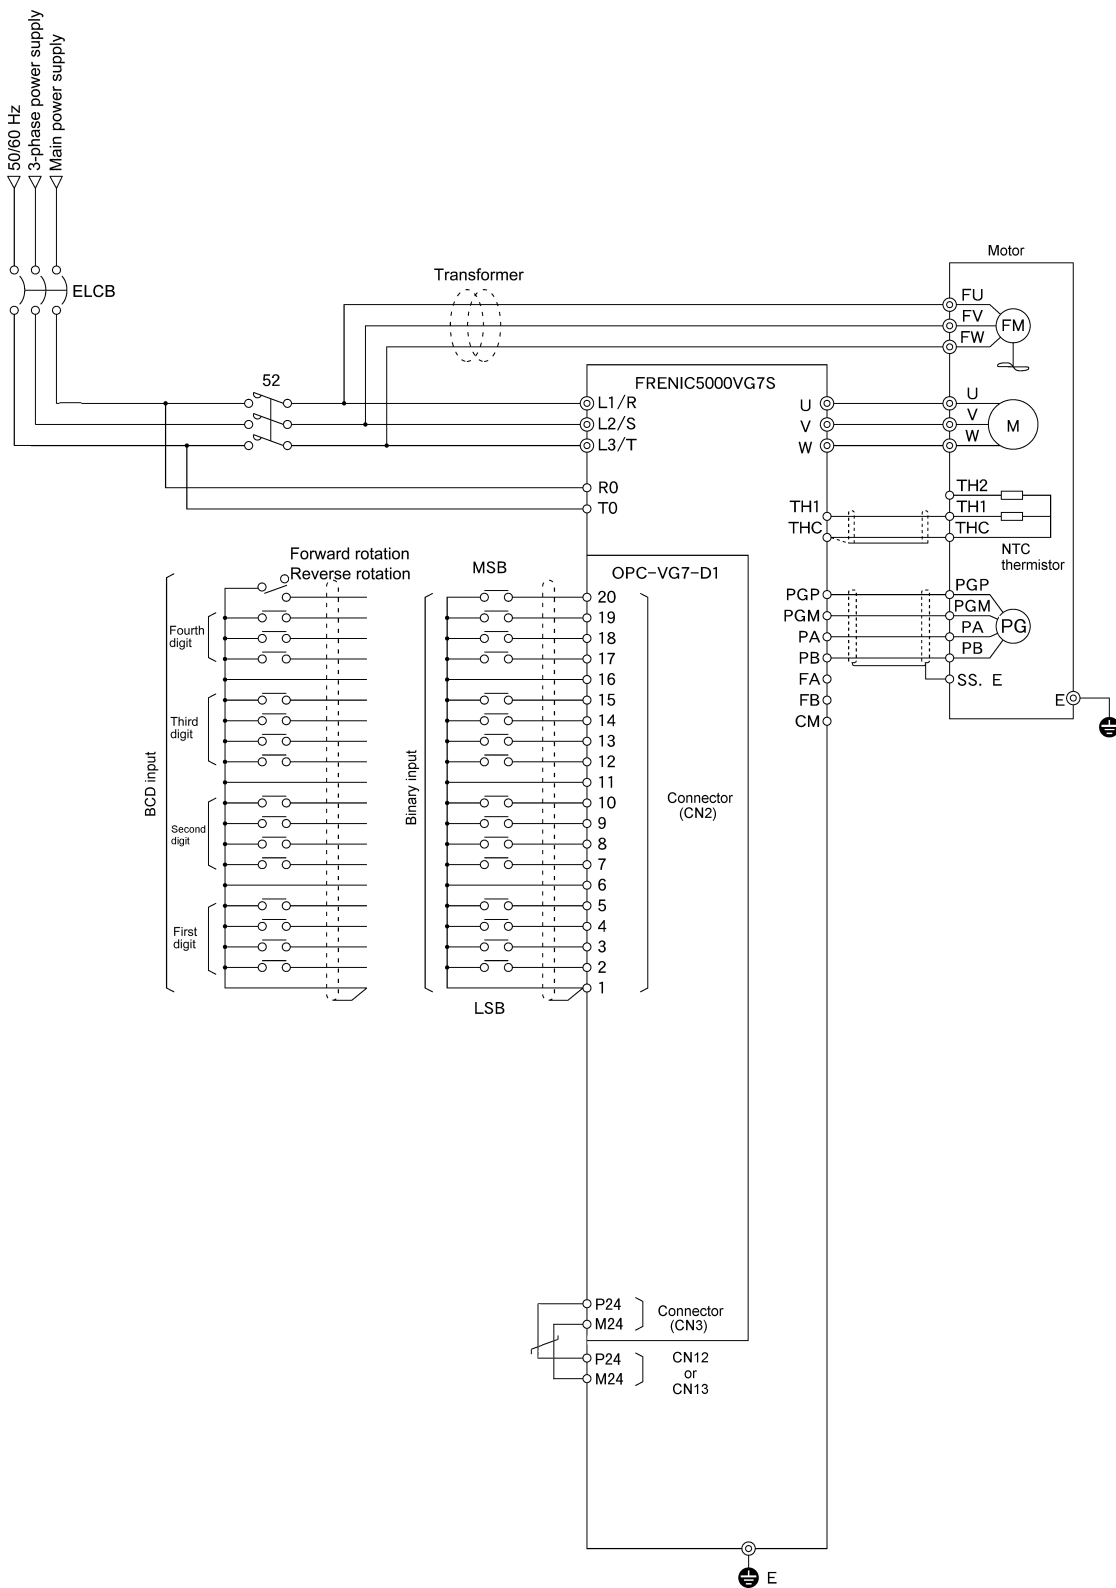 50/60 Hz
3-phase power supply
Main power supply
ELCB
Transformer
52
Motor
FU
FV
FW
FM
FRENIC5000VG7S
L1/R
L2/S
L3/T
R0
T0
U
V
W
U
V
W
M
TH1
THC
TH2
TH1
THC
NTC
thermistor
Forward rotation
Reverse rotation
MSB
OPC-VG7-D1
20
19
18
17
16
15
14
13
12
11
10
9
8
7
6
5
4
3
2
1
Connector
(CN2)
BCD input
Fourth
digit
Third
digit
Second
digit
First
digit
Binary input
LSB
PGP
PGM
PA
PB
FA
FB
CM
PGP
PGM
PA
PB
SS. E
PG
E
P24
M24
Connector
(CN3)
P24
M24
CN12
or
CN13
E